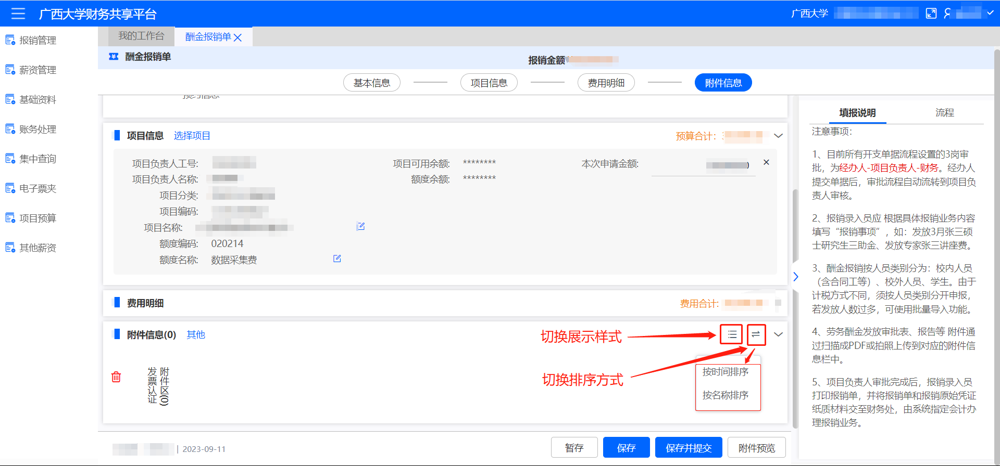 广西大学财务共享平台
广西大学
报销管理
薪资管理
基础资料
账务处理
集中查询
电子票夹
项目预算
其他薪资
我的工作台
酬金报销单
酬金报销单
报销金额
基本信息
项目信息
费用明细
附件信息
预约信息
项目信息 选择项目
预算合计：
项目负责人工号:
项目可用余额: ********
本次申请金额:
项目负责人名称:
额度余额: ********
项目分类:
项目编码:
项目名称:
额度编码: 020214
额度名称: 数据采集费
费用明细
费用合计:
附件信息(0) 其他
切换展示样式
切换排序方式
按时间排序
按名称排序
附件区(0)
发票认证
| 2023-09-11
暂存
保存
保存并提交
附件预览
填报说明
流程
注意事项：
1、目前所有开支单据流程设置的3岗审
批，为经办人-项目负责人-财务。经办人
提交单据后，审批流程自动流转到项目负
责人审核。
2、报销录入员应 根据具体报销业务内容
填写“报销事项”，如：发放3月张三硕
士研究生三助金、发放专家张三讲座费。
3、酬金报销按人员类别分为：校内人员
（含合同工等）、校外人员、学生。由于
计税方式不同，须按人员类别分开申报，
若发放人数过多，可使用批量导入功能。
4、劳务酬金发放审批表、报告等 附件通
过扫描成PDF或拍照上传到对应的附件信
息栏中。
5、项目负责人审批完成后，报销录入员
打印报销单，并将报销单和报销原始凭证
纸质材料交至财务处，由系统指定会计办
理报销业务。